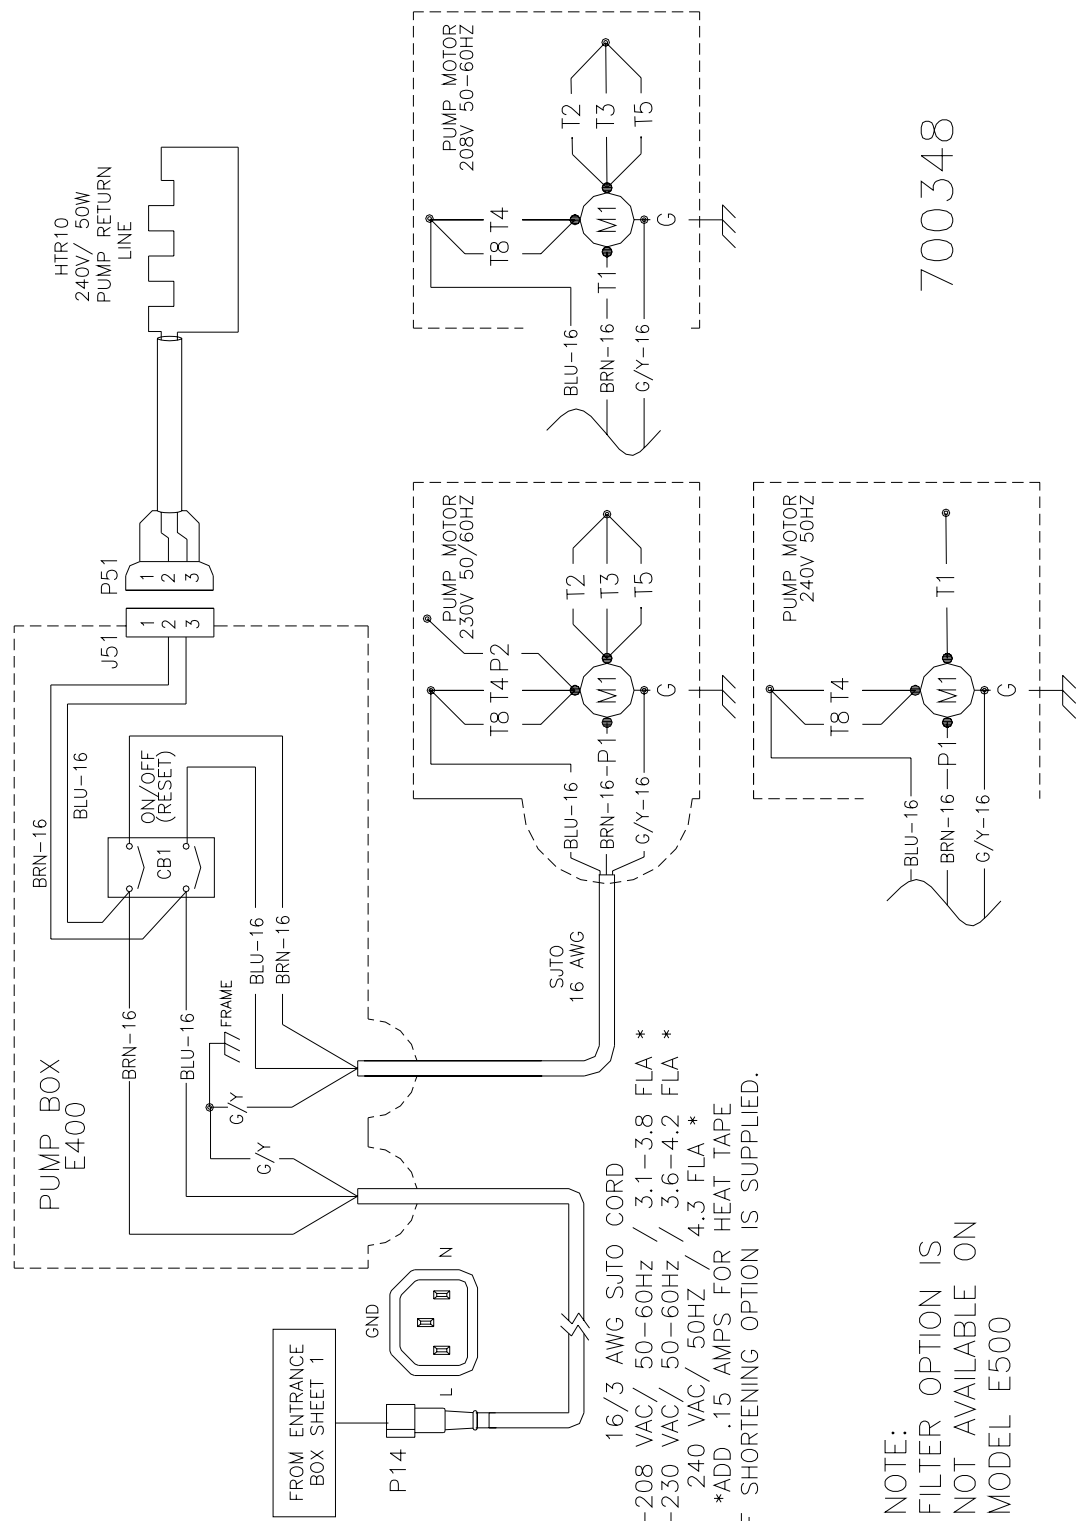 PUMP BOX
E400
FROM ENTRANCE
BOX SHEET 1
P14
GND
L
N
BRN-16
BLU-16
G/Y
G/Y
FRAME
BLU-16
BRN-16
CB1
ON/OFF
(RESET)
BRN-16
BLU-16
J51
1
2
3
P51
1
2
3
HTR10
240V/ 50W
PUMP RETURN
LINE
SJTO
16 AWG
16/3 AWG SJTO CORD
-208 VAC/ 50-60Hz / 3.1-3.8 FLA *
-230 VAC/ 50-60Hz / 3.6-4.2 FLA *
240 VAC/ 50HZ / 4.3 FLA *
*ADD .15 AMPS FOR HEAT TAPE
SHORTENING OPTION IS SUPPLIED.
PUMP MOTOR
230V 50/60HZ
BLU-16
BRN-16
G/Y-16
P1
T8
T4
P2
M1
G
T2
T3
T5
PUMP MOTOR
208V 50-60HZ
BLU-16
BRN-16
G/Y-16
T1
T8
T4
M1
G
T2
T3
T5
PUMP MOTOR
240V 50HZ
BLU-16
BRN-16
G/Y-16
P1
T8
T4
M1
G
T1
NOTE:
FILTER OPTION IS
NOT AVAILABLE ON
MODEL E500
700348